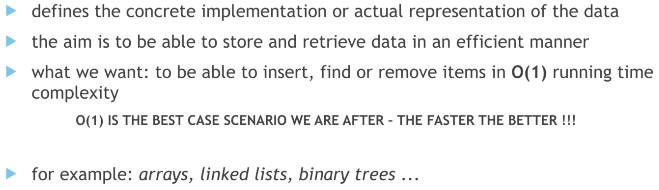 defines the concrete implementation or actual representation of the data
the aim is to be able to store and retrieve data in an efficient manner
what we want: to be able to insert, find or remove items in O(1) running time
complexity
O(1) IS THE BEST CASE SCENARIO WE ARE AFTER - THE FASTER THE BETTER !!!
for example: arrays, linked lists, binary trees ...